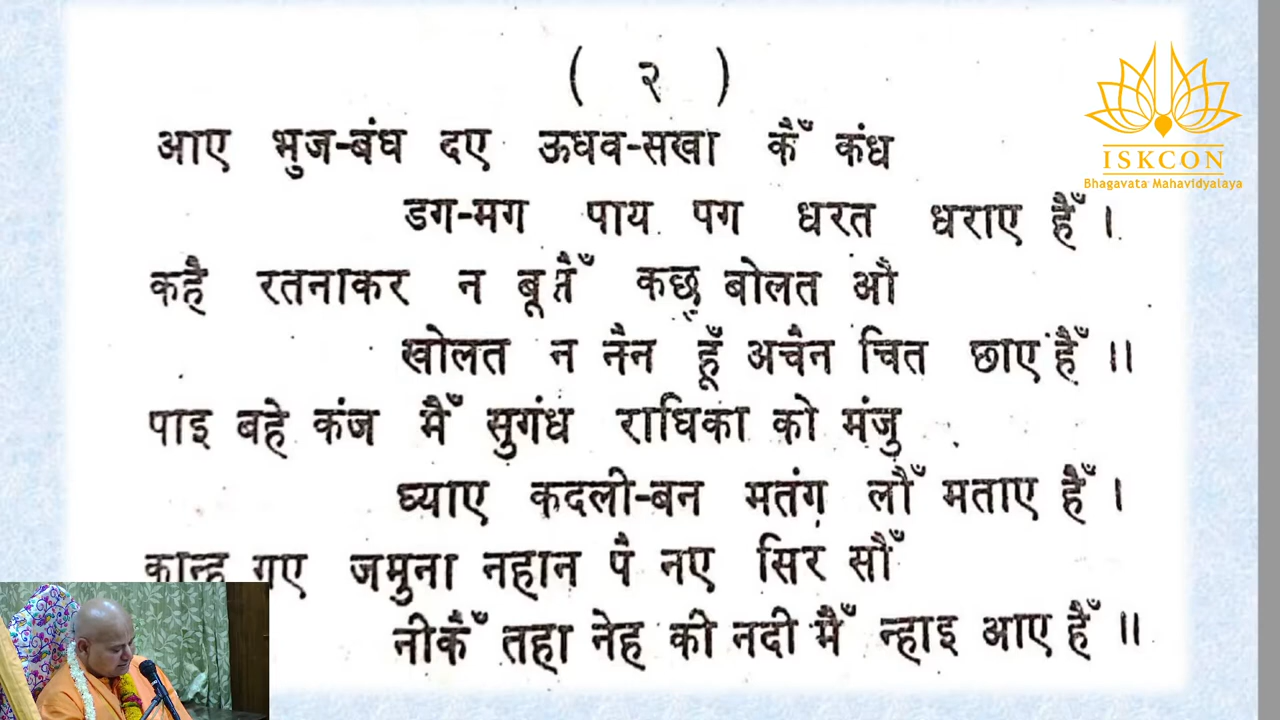 ( २ )
आए भुज-बंध दए ऊधव-सखा कैँ कंध
डग-मग पाय पग धरत धराए हैँ ।
कहै रतनाकर न बूझैँ कछु बोलत औ
खोलत न नैन हूँ अचैन चित छाए हैँ ॥
पाइ बहे कंज मैँ सुगंध राधिका को मंजु
ध्याए कदली-बन मतंग लौँ मताए हैँ ।
कान्ह गए जमुना नहान पै नए सिर सौँ
नीकैँ तहा नेह की नदी मैँ न्हाइ आए हैँ ॥
ISKCON
Bhagavata Mahavidyalaya